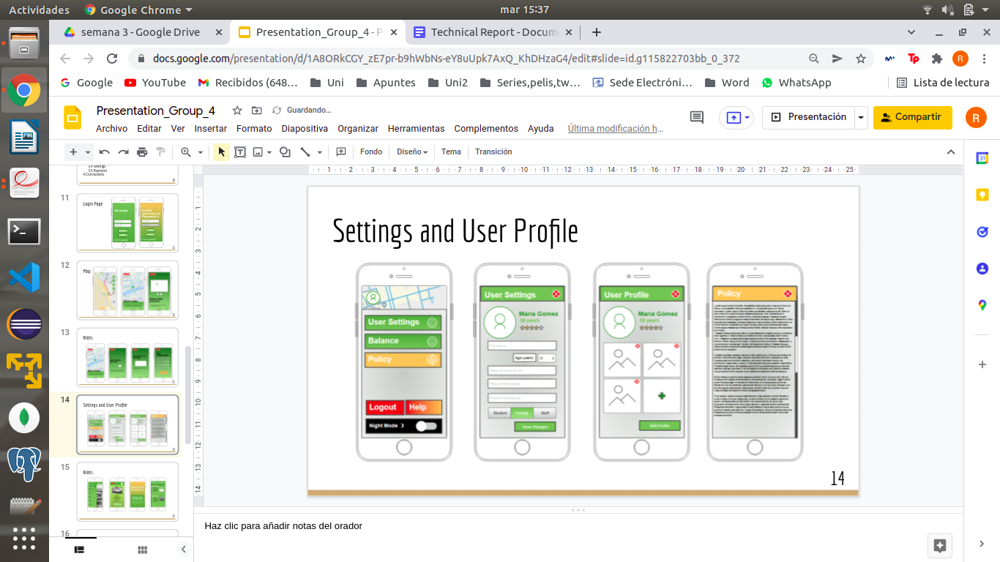 Actividades
Google Chrome
mar 15:37
semana 3 - Google Drive
Presentation_Group_4 - P
Technical Report - Docum
docs.google.com/presentation/d/1A8ORkCGY_zE7pr-b9hWbNs-eY8uUpk7AxQ_KhDHzaG4/edit#slide=id.g115822703bb_0_372
Google
YouTube
Recibidos (648…
Uni
Apuntes
Uni2
Series,pelis,tw…
Sede Electróni…
Word
WhatsApp
Lista de lectura
Presentation_Group_4
Guardando…
Archivo Editar Ver Insertar Formato Diapositiva Organizar Herramientas Complementos Ayuda
Última modificación h…
Presentación
Compartir
R
Fondo Diseño Tema Transición
3.4 Settings
3.5 Payment
4.Conclusions
11
Login Page
12
Map
13
Rides
14
Settings and User Profile
15
Rides
16
Settings and User Profile
User Settings
Balance
Policy
Logout
Help
Night Mode
User Settings
María Gómez
38 years
Full Name
Age (years)
Place of Study/Work
Place of Residence
Place of Residence
Student
Faculty
Staff
Save Changes
User Profile
María Gómez
38 years
Edit Profile
Policy
14
Haz clic para añadir notas del orador